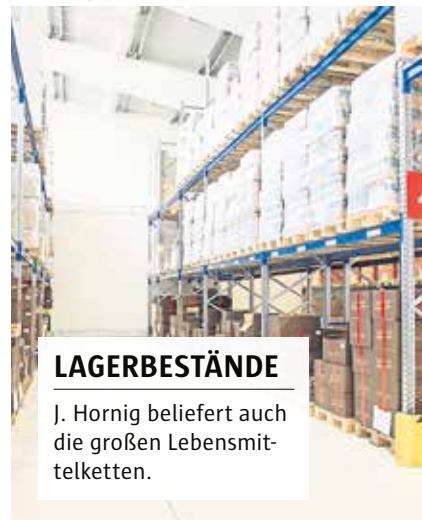 LAGERBESTÄNDE
J. Hornig beliefert auch
die großen Lebensmit-
telketten.